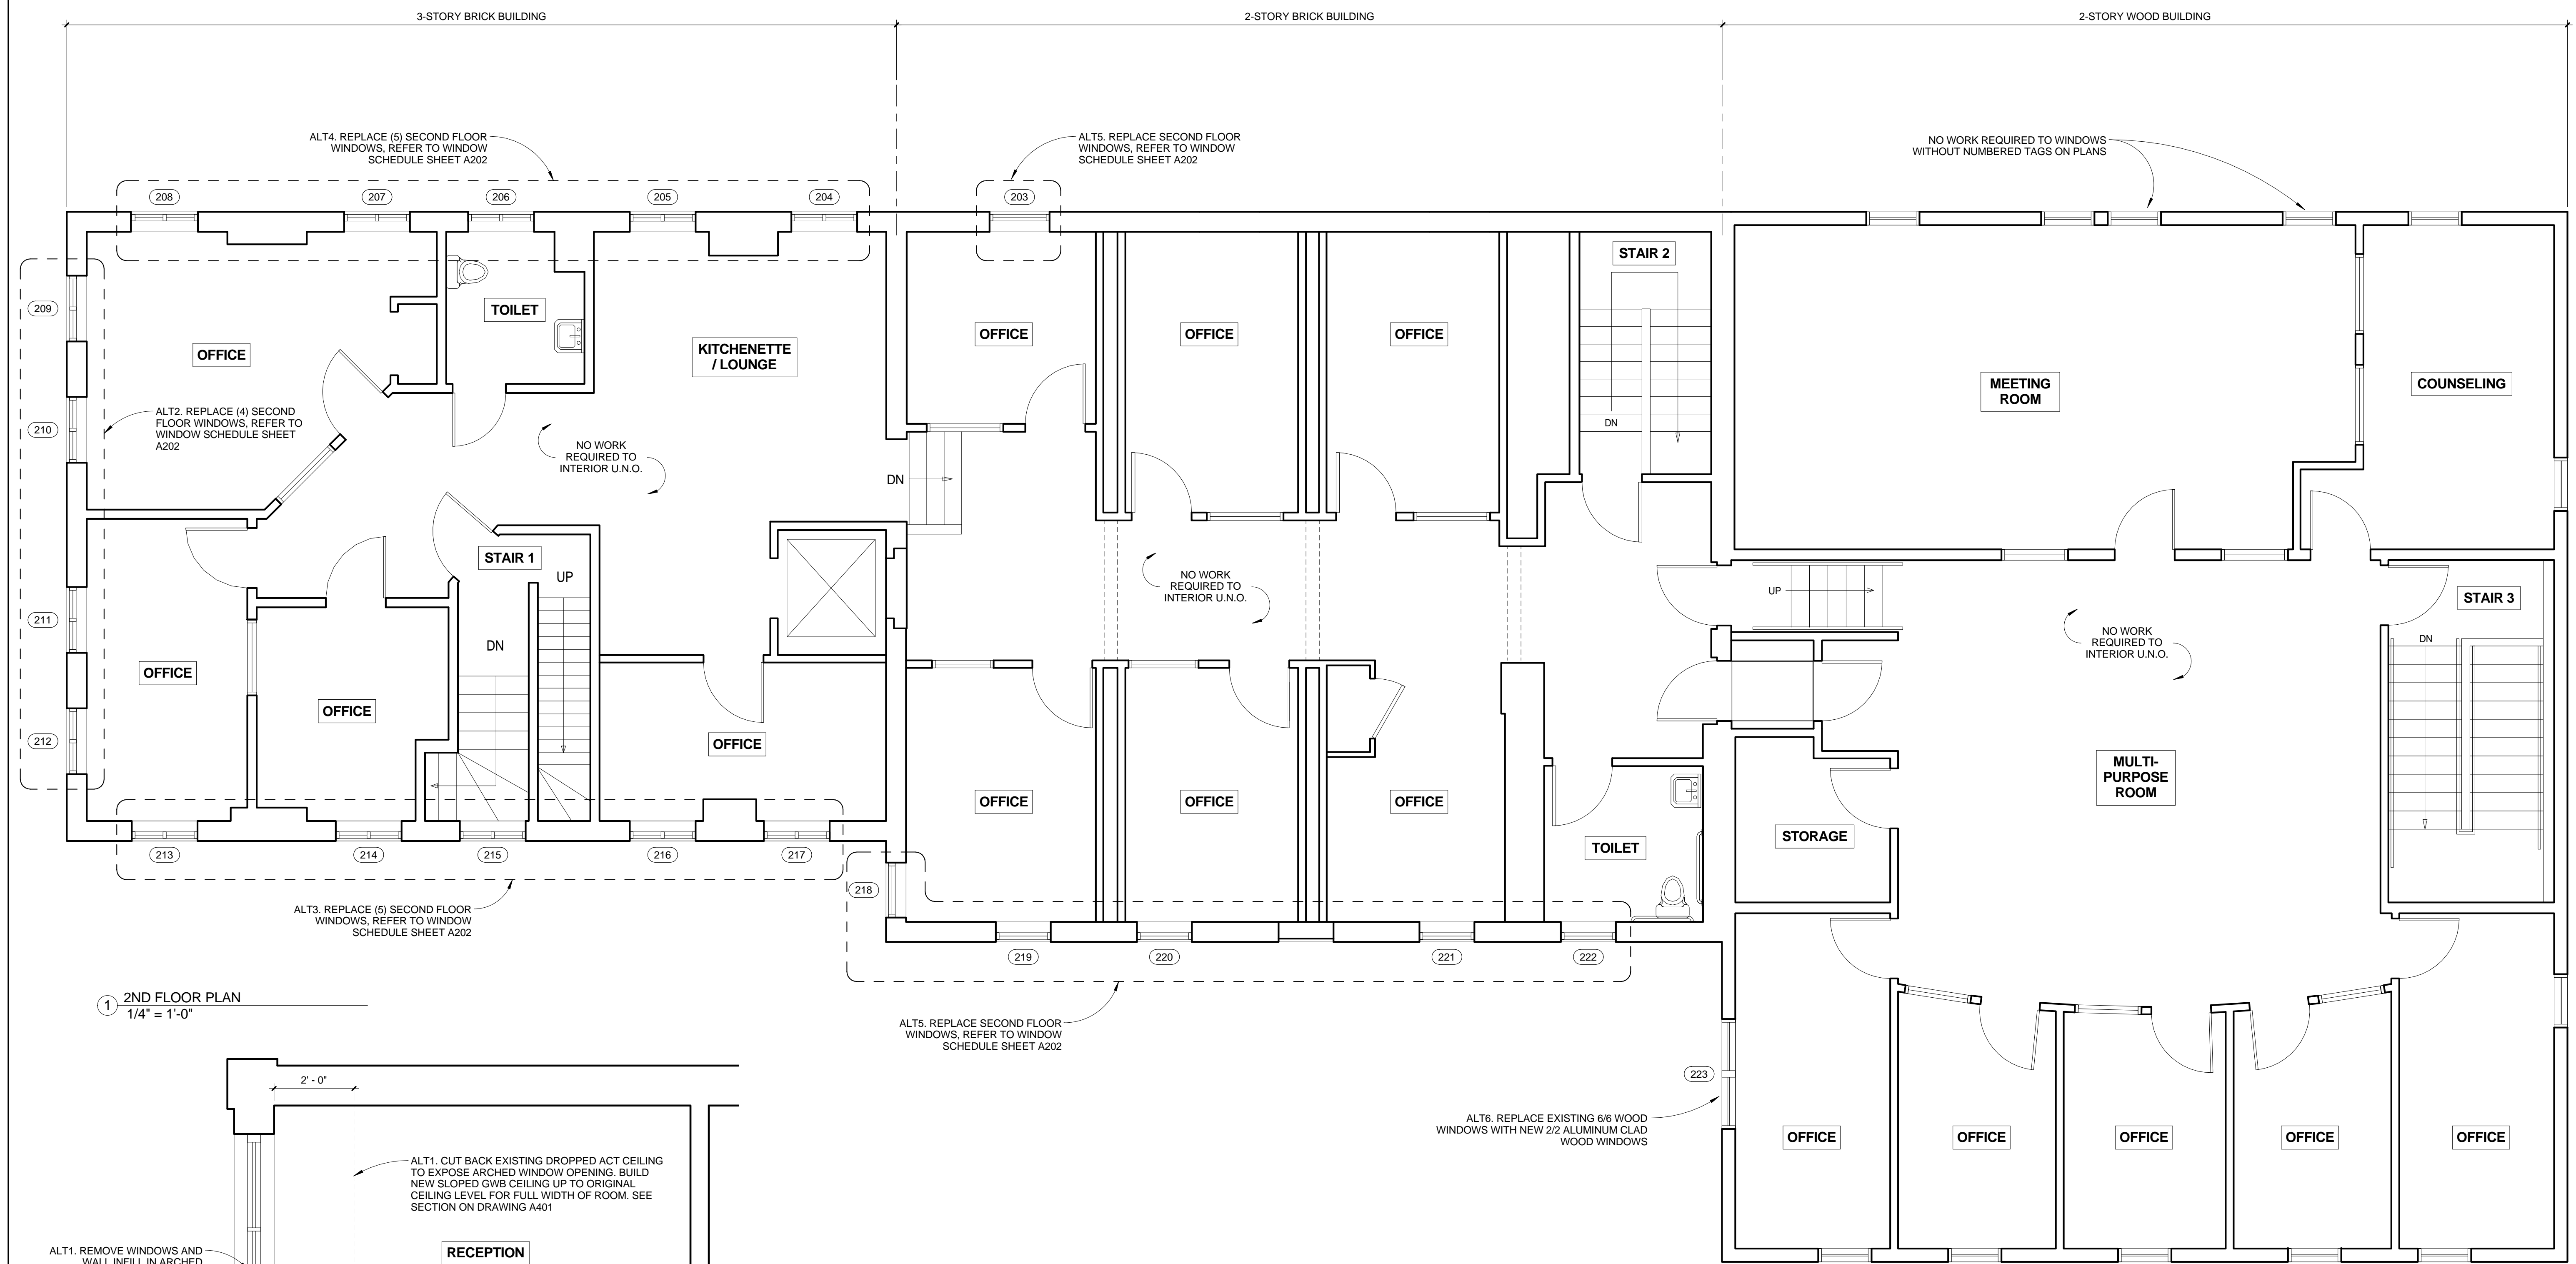 3-STORY BRICK BUILDING
2-STORY BRICK BUILDING
2-STORY WOOD BUILDING
ALT4. REPLACE (5) SECOND FLOOR
WINDOWS, REFER TO WINDOW
SCHEDULE SHEET A202
ALT5. REPLACE SECOND FLOOR
WINDOWS, REFER TO WINDOW
SCHEDULE SHEET A202
NO WORK REQUIRED TO WINDOWS
WITHOUT NUMBERED TAGS ON PLANS
208
207
206
205
204
203
209
210
211
212
OFFICE
TOILET
KITCHENETTE
/ LOUNGE
OFFICE
OFFICE
OFFICE
STAIR 2
DN
MEETING
ROOM
COUNSELING
ALT2. REPLACE (4) SECOND
FLOOR WINDOWS, REFER TO
WINDOW SCHEDULE SHEET
A202
NO WORK
REQUIRED TO
INTERIOR U.N.O.
DN
STAIR 1
UP
DN
NO WORK
REQUIRED TO
INTERIOR U.N.O.
UP
STAIR 3
DN
NO WORK
REQUIRED TO
INTERIOR U.N.O.
OFFICE
OFFICE
OFFICE
OFFICE
OFFICE
OFFICE
TOILET
STORAGE
MULTI-
PURPOSE
ROOM
213
214
215
216
217
218
219
220
221
222
ALT3. REPLACE (5) SECOND FLOOR
WINDOWS, REFER TO WINDOW
SCHEDULE SHEET A202
1
2ND FLOOR PLAN
1/4" = 1'-0"
ALT5. REPLACE SECOND FLOOR
WINDOWS, REFER TO WINDOW
SCHEDULE SHEET A202
223
ALT6. REPLACE EXISTING 6/6 WOOD
WINDOWS WITH NEW 2/2 ALUMINUM CLAD
WOOD WINDOWS
OFFICE
OFFICE
OFFICE
OFFICE
OFFICE
2' - 0"
ALT1. CUT BACK EXISTING DROPPED ACT CEILING
TO EXPOSE ARCHED WINDOW OPENING. BUILD
NEW SLOPED GWB CEILING UP TO ORIGINAL
CEILING LEVEL FOR FULL WIDTH OF ROOM. SEE
SECTION ON DRAWING A401
RECEPTION
ALT1. REMOVE WINDOWS AND
WALL INFILL IN ARCHED